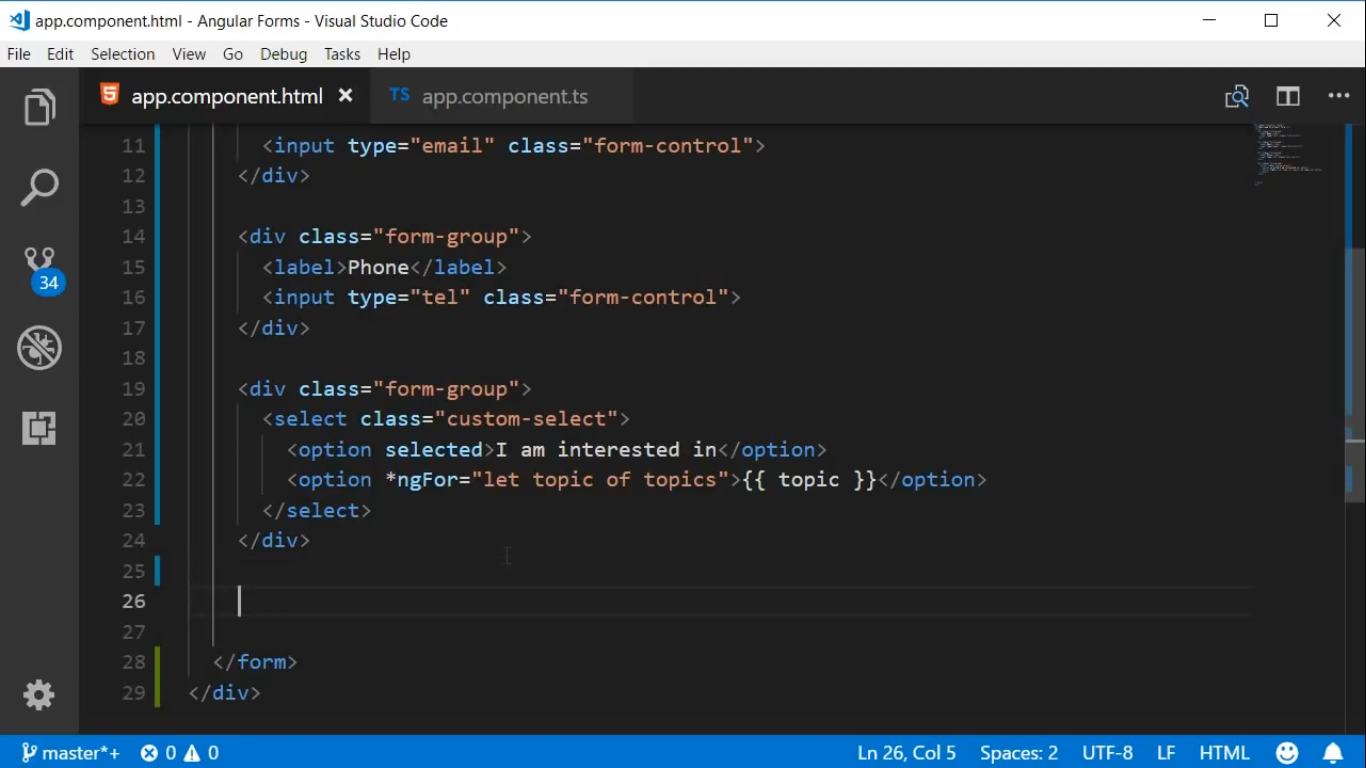 app.component.html - Angular Forms - Visual Studio Code
File Edit Selection View Go Debug Tasks Help
app.component.html TS app.component.ts
11 <input type="email" class="form-control">
12 </div>
13
14 <div class="form-group">
15 <label>Phone</label>
16 <input type="tel" class="form-control">
17 </div>
18
19 <div class="form-group">
20 <select class="custom-select">
21 <option selected>I am interested in</option>
22 <option *ngFor="let topic of topics">{{ topic }}</option>
23 </select>
24 </div>
25
26
27
28 </form>
29 </div>
34
master*+ 0 0 Ln 26, Col 5 Spaces: 2 UTF-8 LF HTML